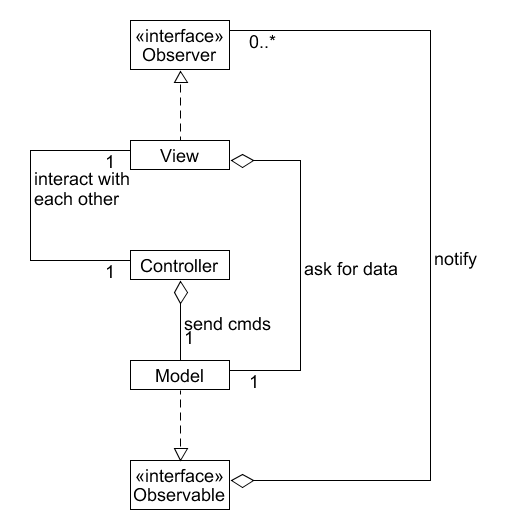 «interface»
Observer
0..*
1
View
interact with
each other
1
Controller
ask for data
notify
send cmds
1
Model
1
«interface»
Observable